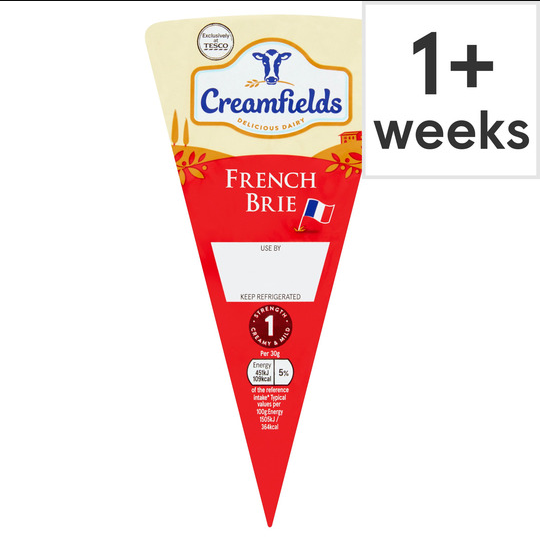 Exclusively
at
TESCO
Creamfields
DELICIOUS DAIRY
1+
weeks
FRENCH
BRIE
USE BY
KEEP REFRIGERATED
STRENGTH
1
CREAMY & MILD
Per 30g
Energy
451kJ
109kcal
5%
of the reference
intake* Typical
values per
100g: Energy
1505kJ /
364kcal